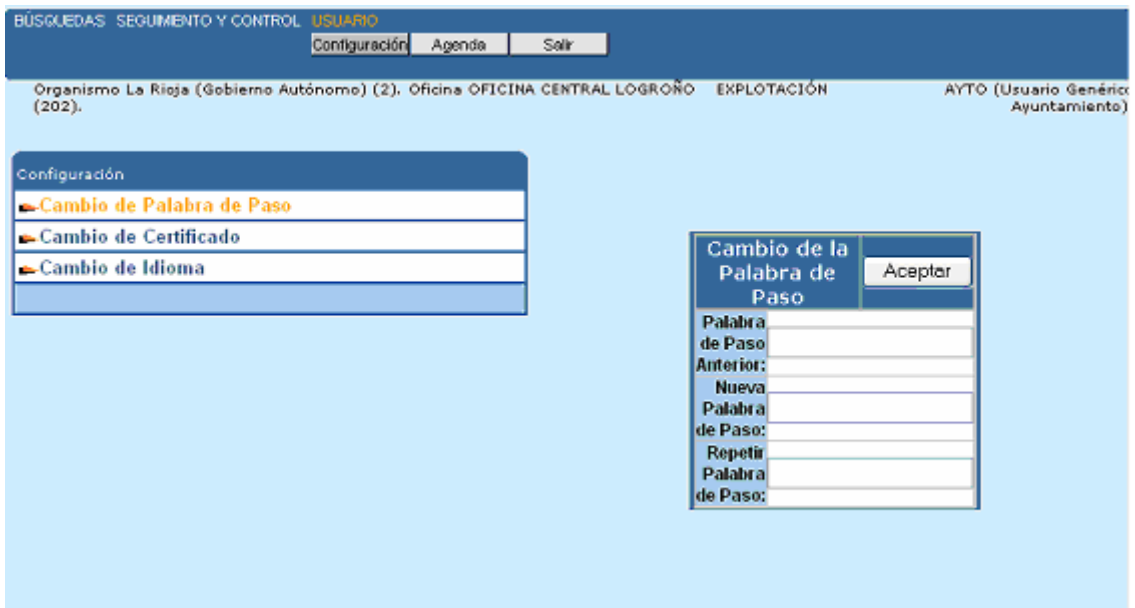 BÚSQUEDAS SEGUIMENTO Y CONTROL USUARIO
Configuración Agenda Salir
Organismo La Rioja (Gobierno Autónomo) (2). Oficina OFICINA CENTRAL LOGROÑO EXPLOTACIÓN AYTO (Usuario Genérico
(202). Ayuntamiento)
Configuración
Cambio de Palabra de Paso
Cambio de Certificado
Cambio de Idioma
Cambio de la
Palabra de
Paso
Aceptar
Palabra
de Paso
Anterior:
Nueva
Palabra
de Paso:
Repetir
Palabra
de Paso: